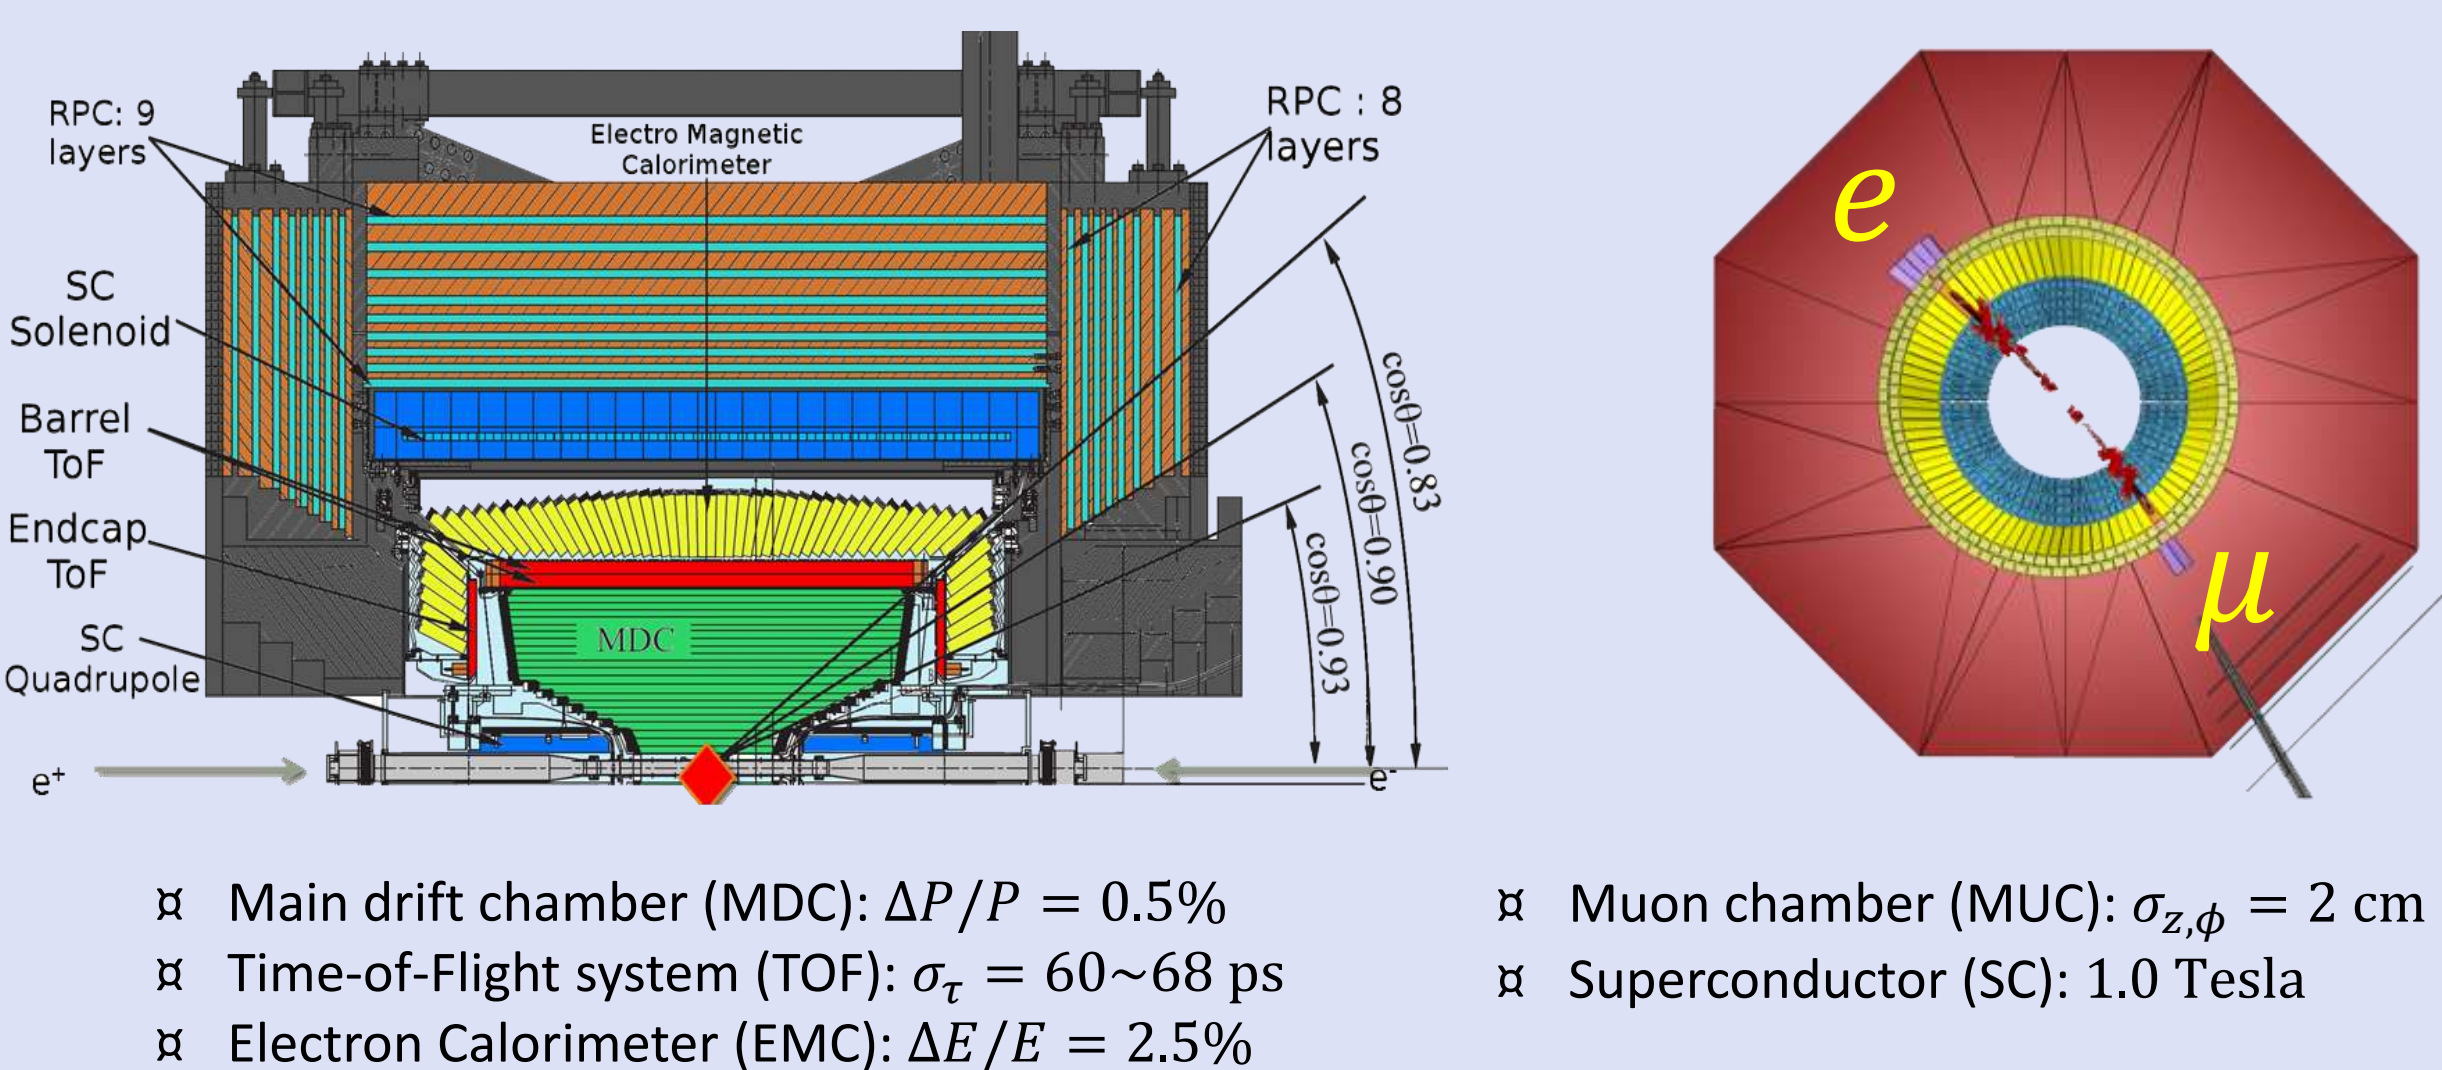 RPC: 9
layers
Electro Magnetic
Calorimeter
RPC : 8
layers
SC
Solenoid
Barrel
ToF
Endcap
ToF
SC
Quadrupole
MDC
cosθ=0.83
cosθ=0.90
cosθ=0.93
e⁺
e⁻
e
μ
¤ Main drift chamber (MDC): ΔP/P = 0.5%
¤ Time-of-Flight system (TOF): σ_τ = 60~68 ps
¤ Electron Calorimeter (EMC): ΔE/E = 2.5%
¤ Muon chamber (MUC): σ_{z,ϕ} = 2 cm
¤ Superconductor (SC): 1.0 Tesla